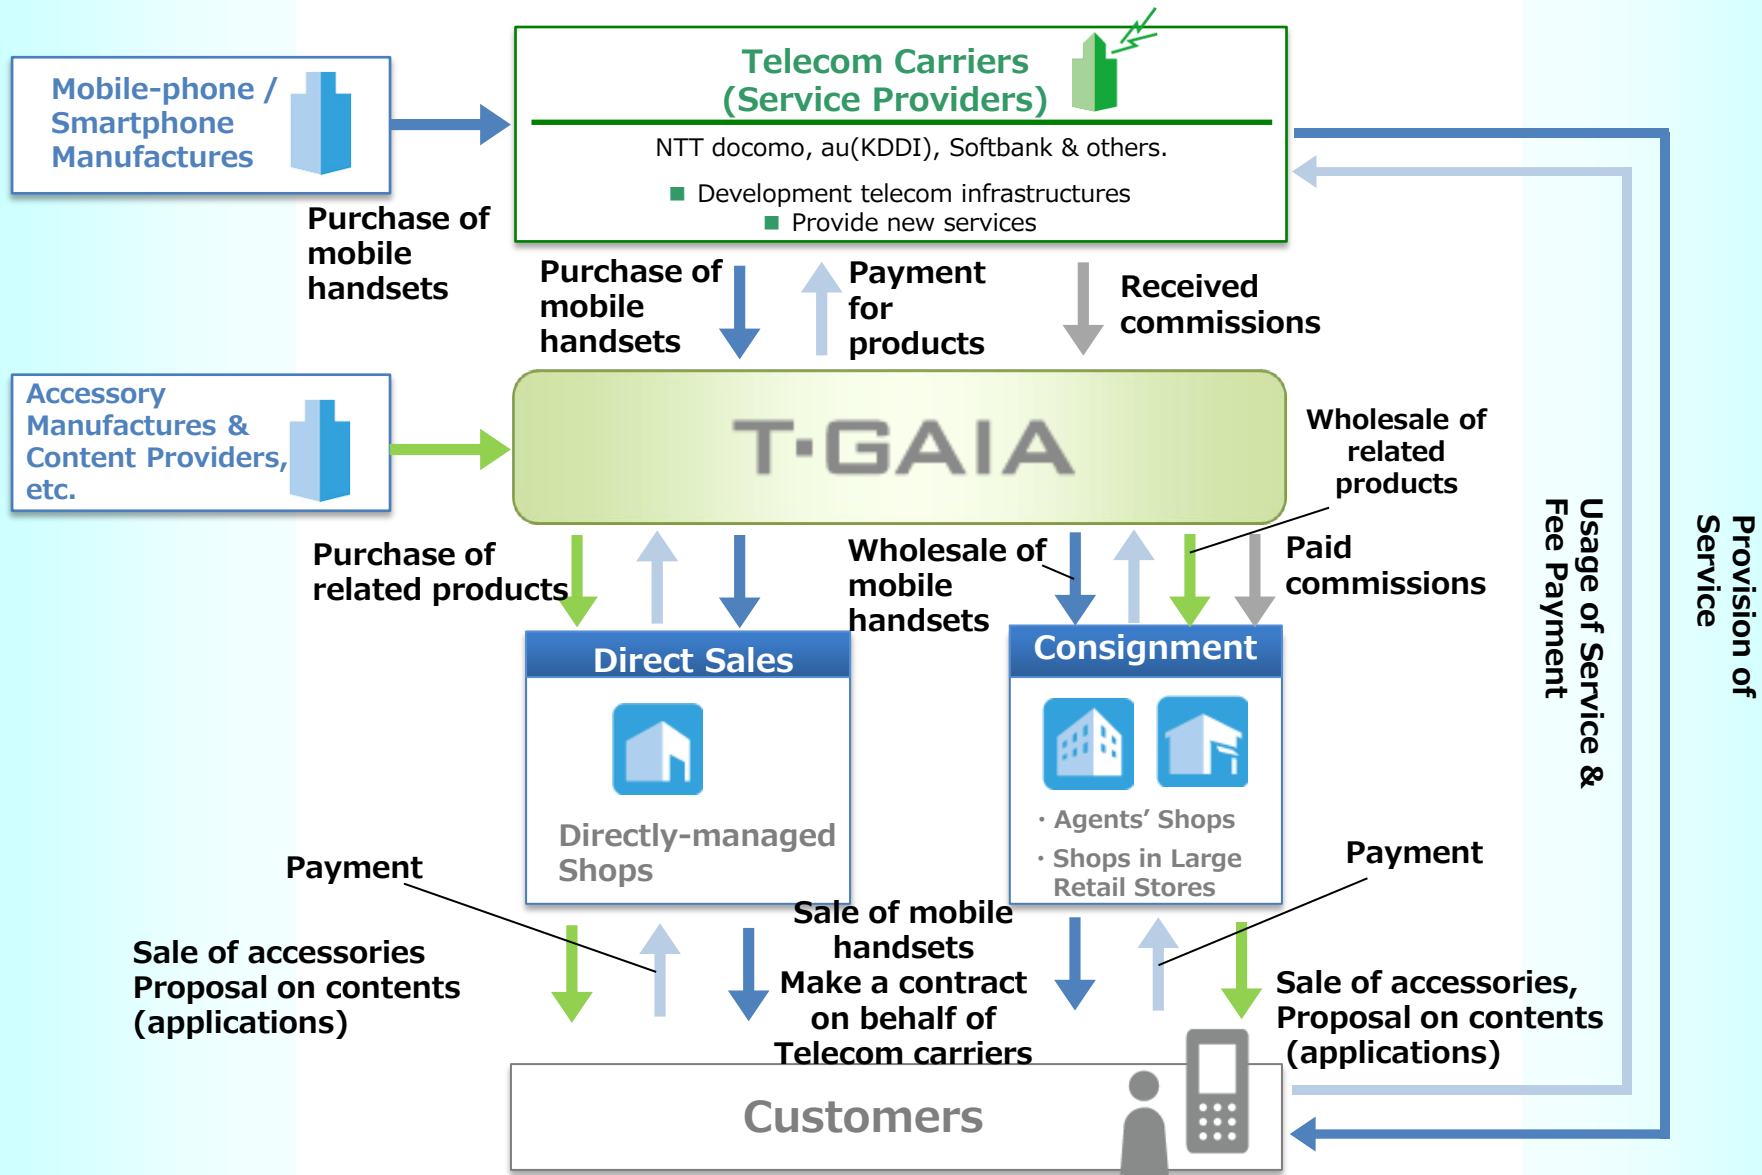 Mobile-phone /
Smartphone
Manufactures
Telecom Carriers
(Service Providers)
NTT docomo, au(KDDI), Softbank & others.
■ Development telecom infrastructures
■ Provide new services
Purchase of
mobile
handsets
Purchase of
mobile
handsets
Payment
for
products
Received
commissions
Accessory
Manufactures &
Content Providers,
etc.
T·GAIA
Wholesale of
related
products
Purchase of
related products
Wholesale of
mobile
handsets
Paid
commissions
Usage of Service &
Fee Payment
Provision of
Service
Direct Sales
Directly-managed
Shops
Consignment
・Agents’ Shops
・Shops in Large
Retail Stores
Payment
Payment
Sale of accessories
Proposal on contents
(applications)
Sale of mobile
handsets
Make a contract
on behalf of
Telecom carriers
Sale of accessories,
Proposal on contents
(applications)
Customers